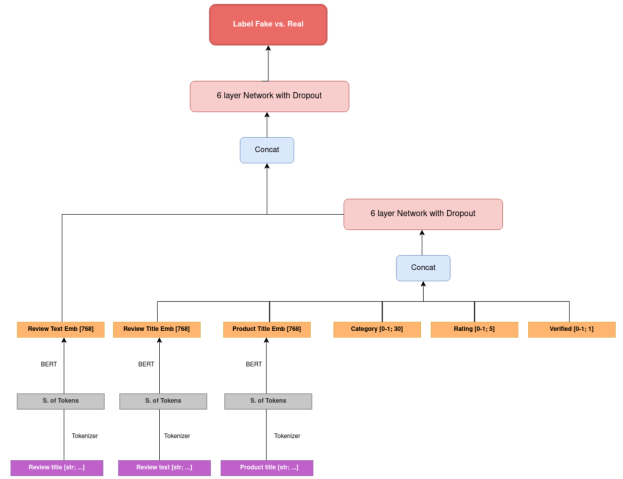 Label Fake vs. Real
6 layer Network with Dropout
Concat
6 layer Network with Dropout
Concat
Review Text Emb [768]
Review Title Emb [768]
Product Title Emb [768]
Category [0-1; 30]
Rating [0-1; 5]
Verified [0-1; 1]
BERT
BERT
BERT
S. of Tokens
S. of Tokens
S. of Tokens
Tokenizer
Tokenizer
Tokenizer
Review title [str; ...]
Review text [str; ...]
Product title [str; ...]